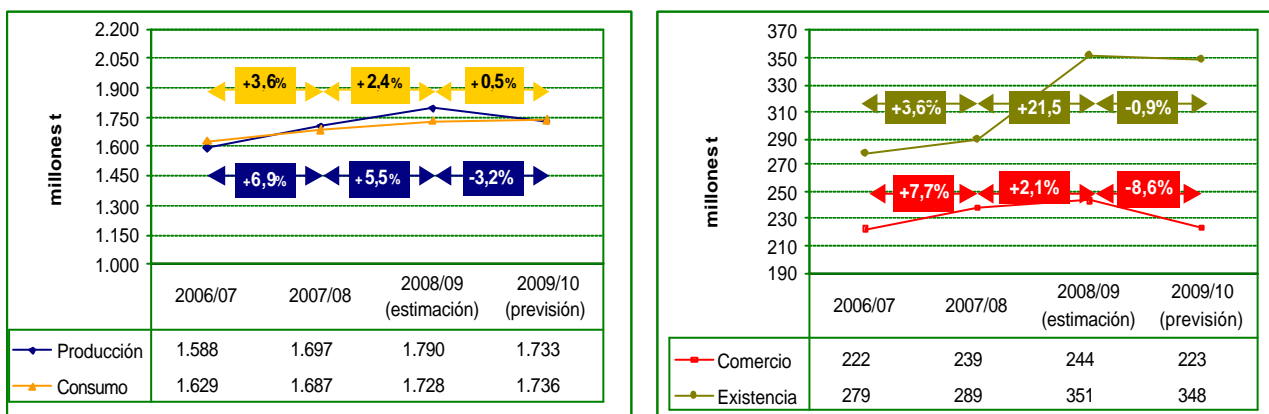 2.200
2.050
1.900
1.750
1.600
1.450
1.300
1.150
1.000
millonest
+3,6% +2,4% +0,5%
+6,9% +5,5% -3,2%
2006/07 2007/08 2008/09 (estimación) 2009/10 (previsión)
Producción 1.588 1.697 1.790 1.733
Consumo 1.629 1.687 1.728 1.736
370
350
330
310
290
270
250
230
210
190
millonest
+3,6% +21,5 -0,9%
+7,7% +2,1% -8,6%
2006/07 2007/08 2008/09 (estimación) 2009/10 (previsión)
Comercio 222 239 244 223
Existencia 279 289 351 348